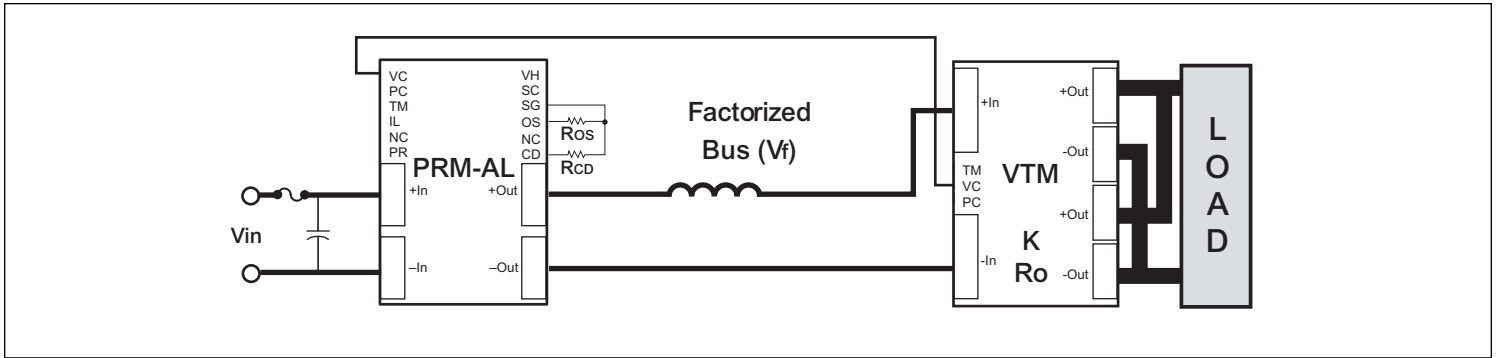 VC
PC
TM
IL
NC
PR
VH
SC
SG
OS
NC
CD
ROS
RCD
PRM-AL
+In
–In
+Out
–Out
Vin
Factorized
Bus (Vf)
+In
TM
VC
PC
-In
VTM
K
Ro
+Out
-Out
+Out
-Out
L
O
A
D